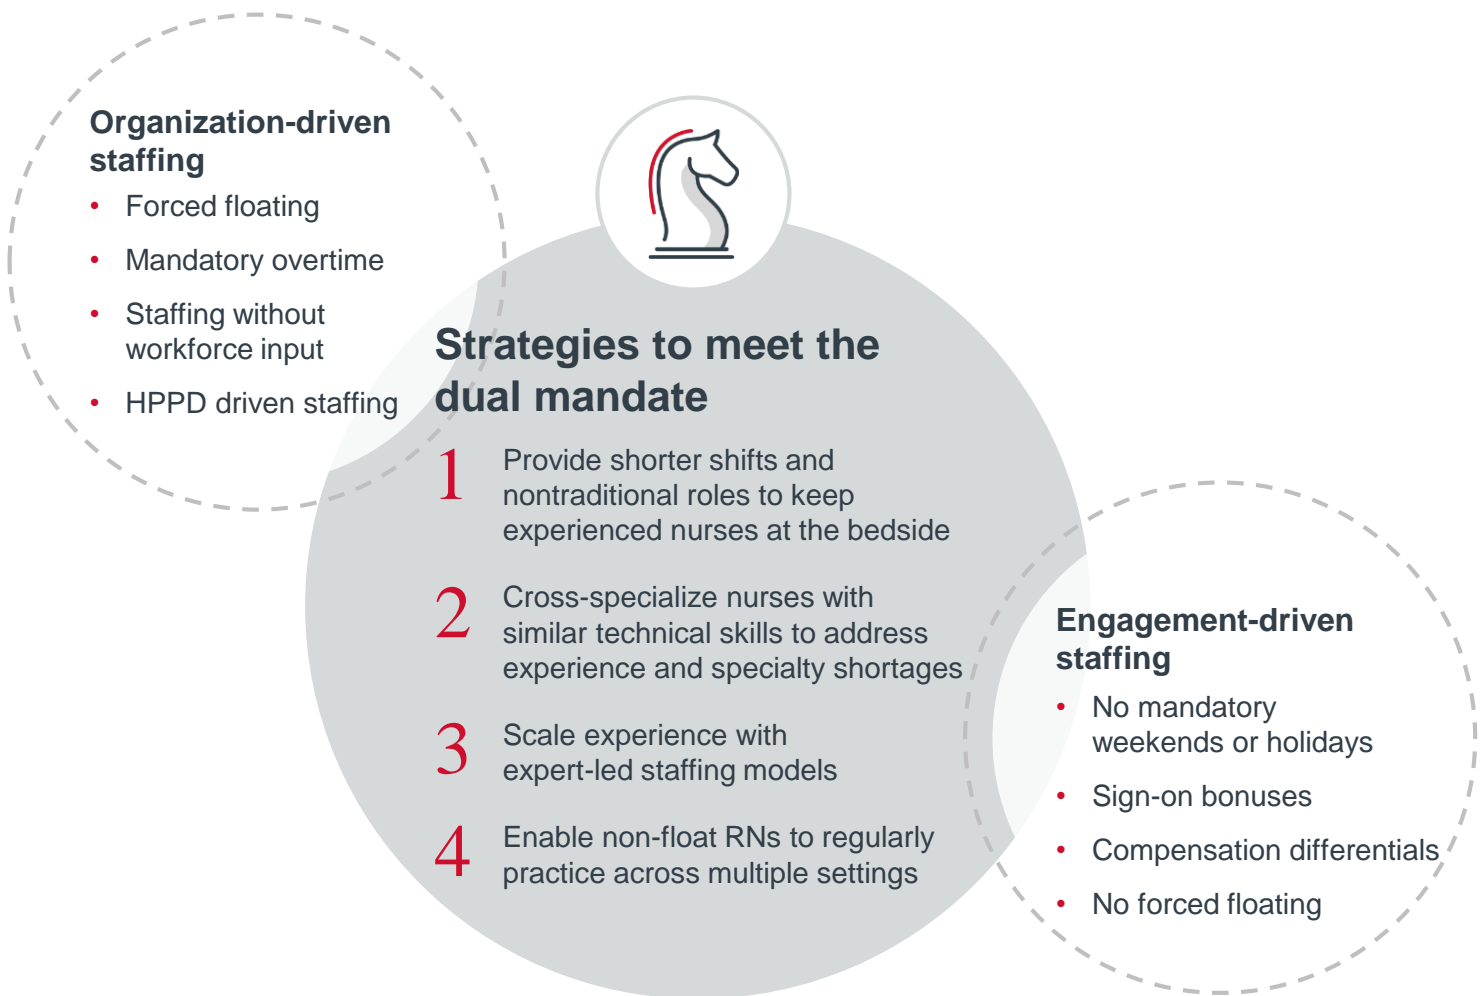 Organization-driven
staffing
• Forced floating
• Mandatory overtime
• Staffing without
workforce input
• HPPD driven staffing
Strategies to meet the
dual mandate
1 Provide shorter shifts and
nontraditional roles to keep
experienced nurses at the bedside
2 Cross-specialize nurses with
similar technical skills to address
experience and specialty shortages
3 Scale experience with
expert-led staffing models
4 Enable non-float RNs to regularly
practice across multiple settings
Engagement-driven
staffing
• No mandatory
weekends or holidays
• Sign-on bonuses
• Compensation differentials
• No forced floating